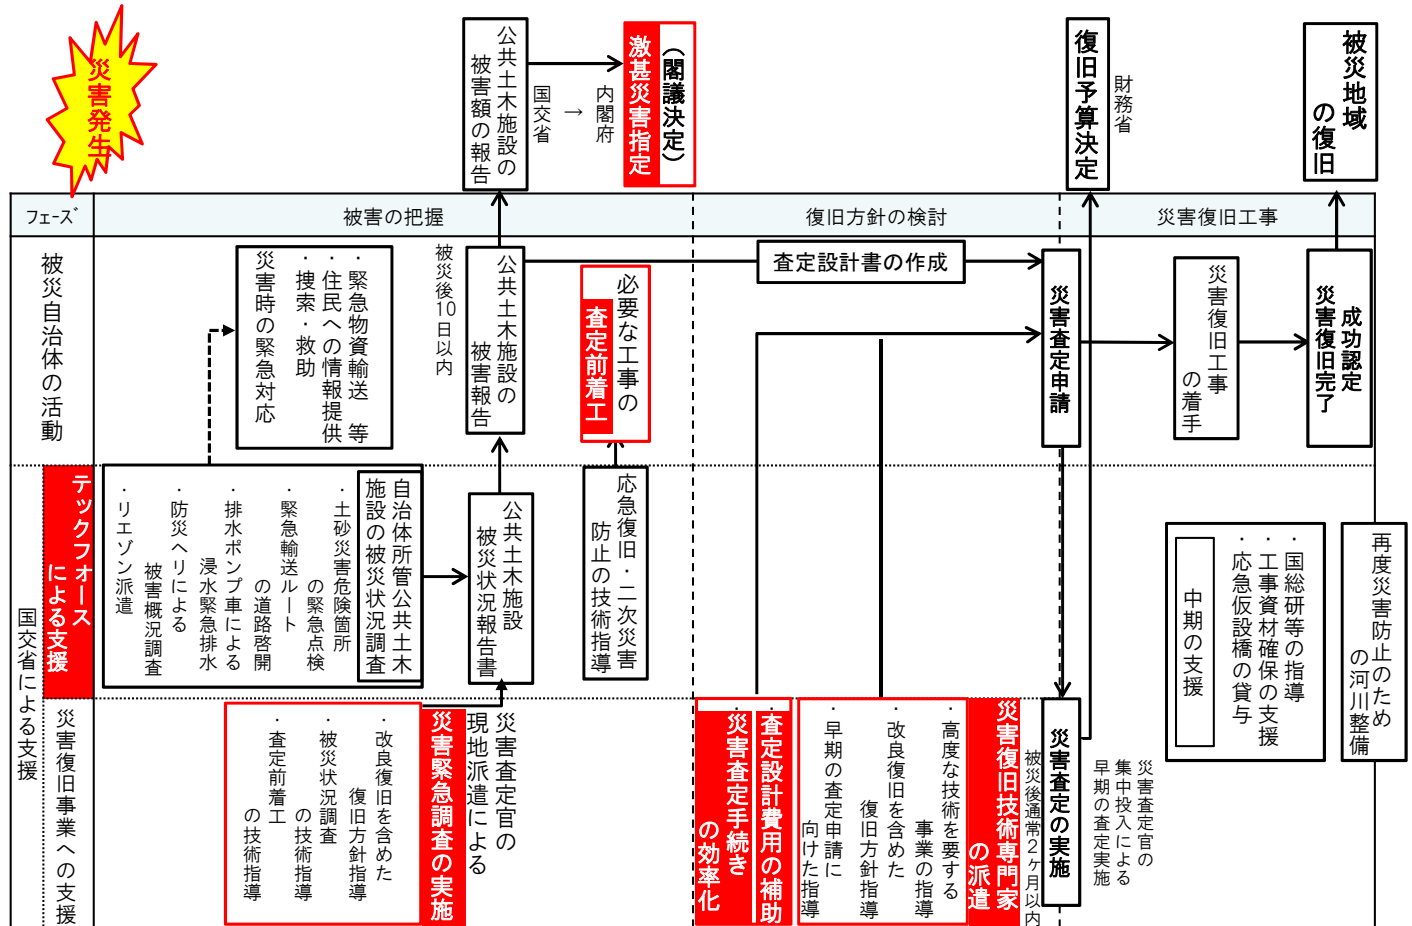 災害発生
公共土木施設の
被害額の報告
国交省
→
内閣府
激甚災害指定
（閣議決定）
復旧予算決定
財務省
被災地域
の復旧
フェーズ
被害の把握
復旧方針の検討
災害復旧工事
被災自治体の活動
・緊急物資輸送　等
・住民への情報提供
・捜索・救助
災害時の緊急対応
被災後10日以内
公共土木施設の
被害報告
必要な工事の
査定前着工
査定設計書の作成
災害査定申請
災害復旧工事
の着手
成功認定
災害復旧完了
国交省による支援
テックフォース
による支援
自治体所管公共土木
施設の被災状況調査
・土砂災害危険箇所
の緊急点検
・緊急輸送ルート
の道路啓開
・排水ポンプ車による
浸水緊急排水
・防災ヘリによる
被害概況調査
・リエゾン派遣
公共土木施設
被災状況報告書
応急復旧・二次災害
防止の技術指導
・国総研等の指導
・工事資材確保の支援
・応急仮設橋の貸与
中期の支援
再度災害防止のため
の河川整備
災害復旧事業への支援
災害査定官の
現地派遣による
災害緊急調査の実施
・改良復旧を含めた
復旧方針指導
・被災状況調査
の技術指導
・査定前着工
の技術指導
・査定設計費用の補助
・災害査定手続き
の効率化
災害復旧技術専門家
の派遣
・高度な技術を要する
事業の指導
・改良復旧を含めた
復旧方針指導
・早期の査定申請に
向けた指導
被災後通常2ヶ月以内
災害査定の実施
災害査定官の
集中投入による
早期の査定実施